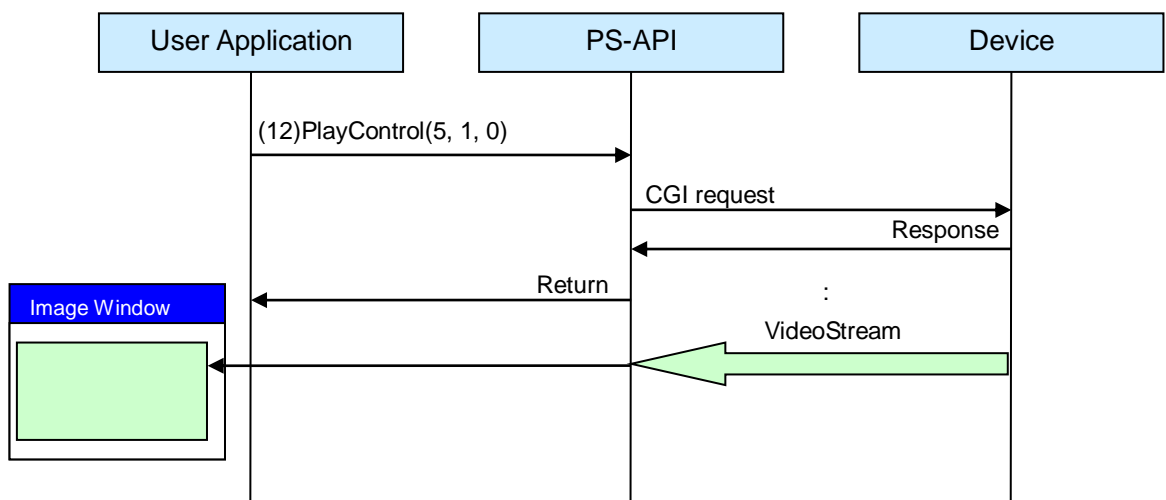 User Application
PS-API
Device
(12)PlayControl(5, 1, 0)
CGI request
Response
Return
:
Image Window
VideoStream